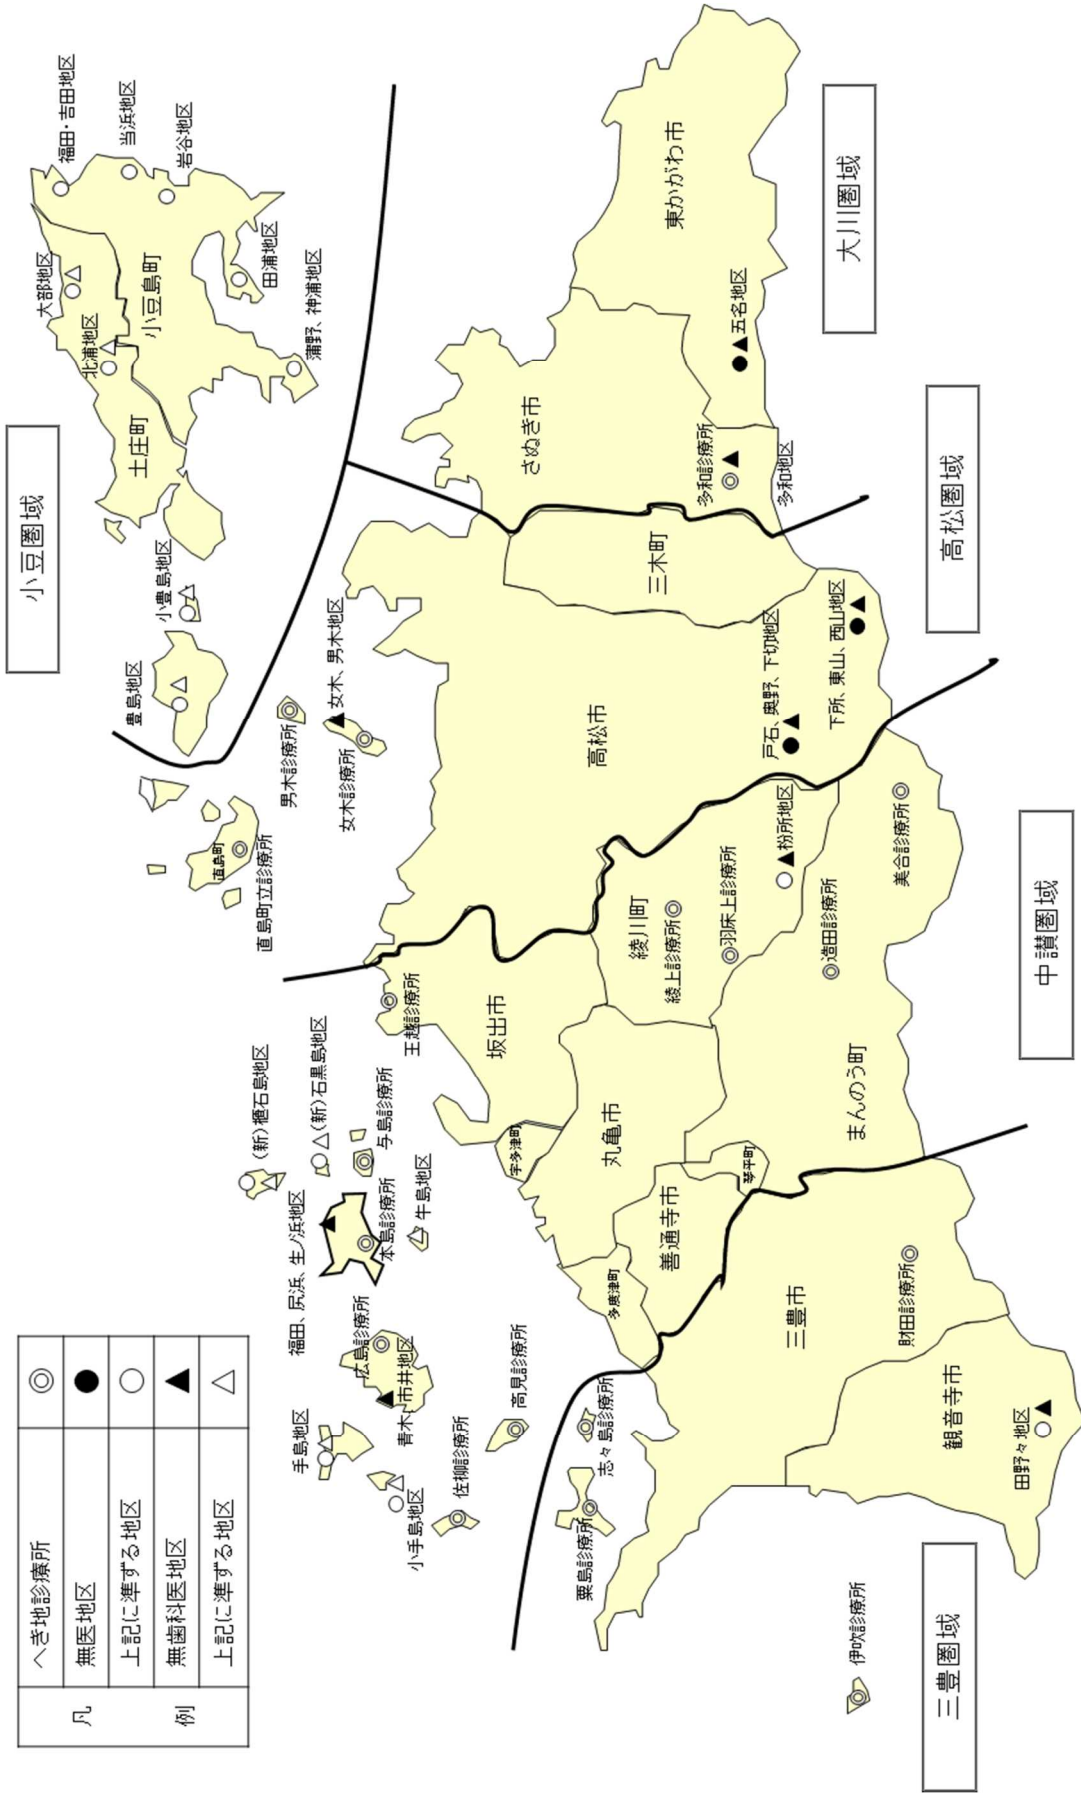 凡例
へき地診療所 ◎
無医地区 ●
上記に準ずる地区 ○
無歯科医地区 ▲
上記に準ずる地区 △
小豆圏域
福田・吉田地区
当浜地区
岩谷地区
大部地区
北浦地区
小豆島町
土庄町
田浦地区
蒲野、神浦地区
小豊島地区
豊島地区
直島町
直島町立診療所
大川圏域
東かがわ市
五名地区
さぬき市
多和診療所
多和地区
高松圏域
三木町
高松市
男木診療所
女木、男木地区
女木診療所
戸石、奥野、下切地区
下所、東山、西山地区
中讃圏域
(新)櫃石島地区
(新)石黒島地区
与島診療所
王越診療所
坂出市
綾川町
綾上診療所
羽床上診療所
枌所地区
造田診療所
美合診療所
まんのう町
宇多津町
丸亀市
善通寺市
琴平町
多度津町
福田、尻浜、生ノ浜地区
本島診療所
牛島地区
広島診療所
青木、市井地区
手島地区
小手島地区
佐柳診療所
高見診療所
三豊圏域
志々島診療所
粟島診療所
三豊市
財田診療所
観音寺市
田野々地区
伊吹診療所